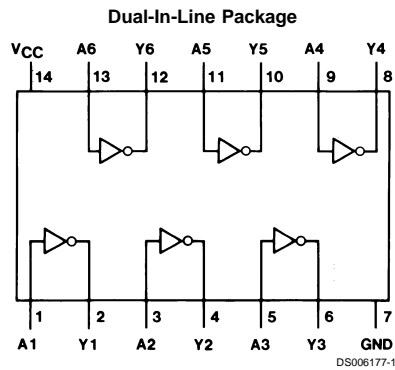 Dual-In-Line Package
VCC A6 Y6 A5 Y5 A4 Y4
14 13 12 11 10 9 8
1 2 3 4 5 6 7
A1 Y1 A2 Y2 A3 Y3 GND
DS006177-1